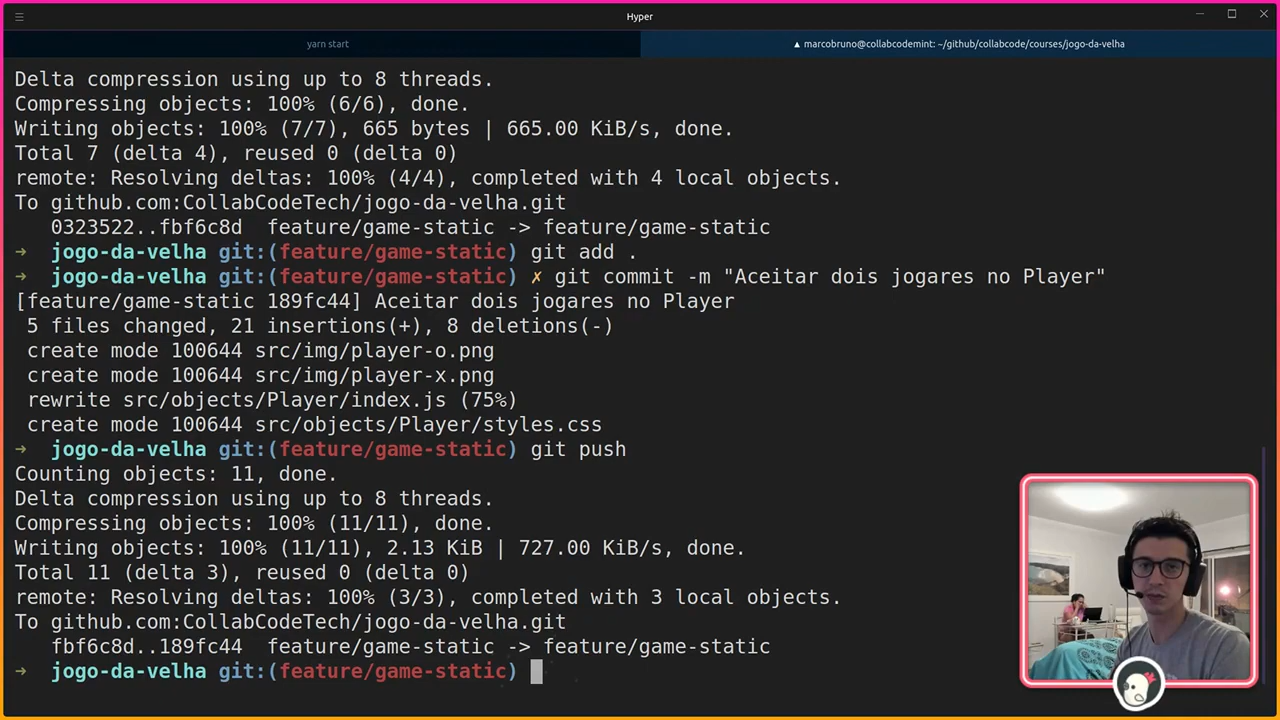 Hyper
yarn start
▲ marcobruno@collabcodemint: ~/github/collabcode/courses/jogo-da-velha
Delta compression using up to 8 threads.
Compressing objects: 100% (6/6), done.
Writing objects: 100% (7/7), 665 bytes | 665.00 KiB/s, done.
Total 7 (delta 4), reused 0 (delta 0)
remote: Resolving deltas: 100% (4/4), completed with 4 local objects.
To github.com:CollabCodeTech/jogo-da-velha.git
0323522..fbf6c8d  feature/game-static -> feature/game-static
→  jogo-da-velha git:(feature/game-static) git add .
→  jogo-da-velha git:(feature/game-static) ✗ git commit -m "Aceitar dois jogares no Player"
[feature/game-static 189fc44] Aceitar dois jogares no Player
5 files changed, 21 insertions(+), 8 deletions(-)
create mode 100644 src/img/player-o.png
create mode 100644 src/img/player-x.png
rewrite src/objects/Player/index.js (75%)
create mode 100644 src/objects/Player/styles.css
→  jogo-da-velha git:(feature/game-static) git push
Counting objects: 11, done.
Delta compression using up to 8 threads.
Compressing objects: 100% (11/11), done.
Writing objects: 100% (11/11), 2.13 KiB | 727.00 KiB/s, done.
Total 11 (delta 3), reused 0 (delta 0)
remote: Resolving deltas: 100% (3/3), completed with 3 local objects.
To github.com:CollabCodeTech/jogo-da-velha.git
fbf6c8d..189fc44  feature/game-static -> feature/game-static
→  jogo-da-velha git:(feature/game-static)